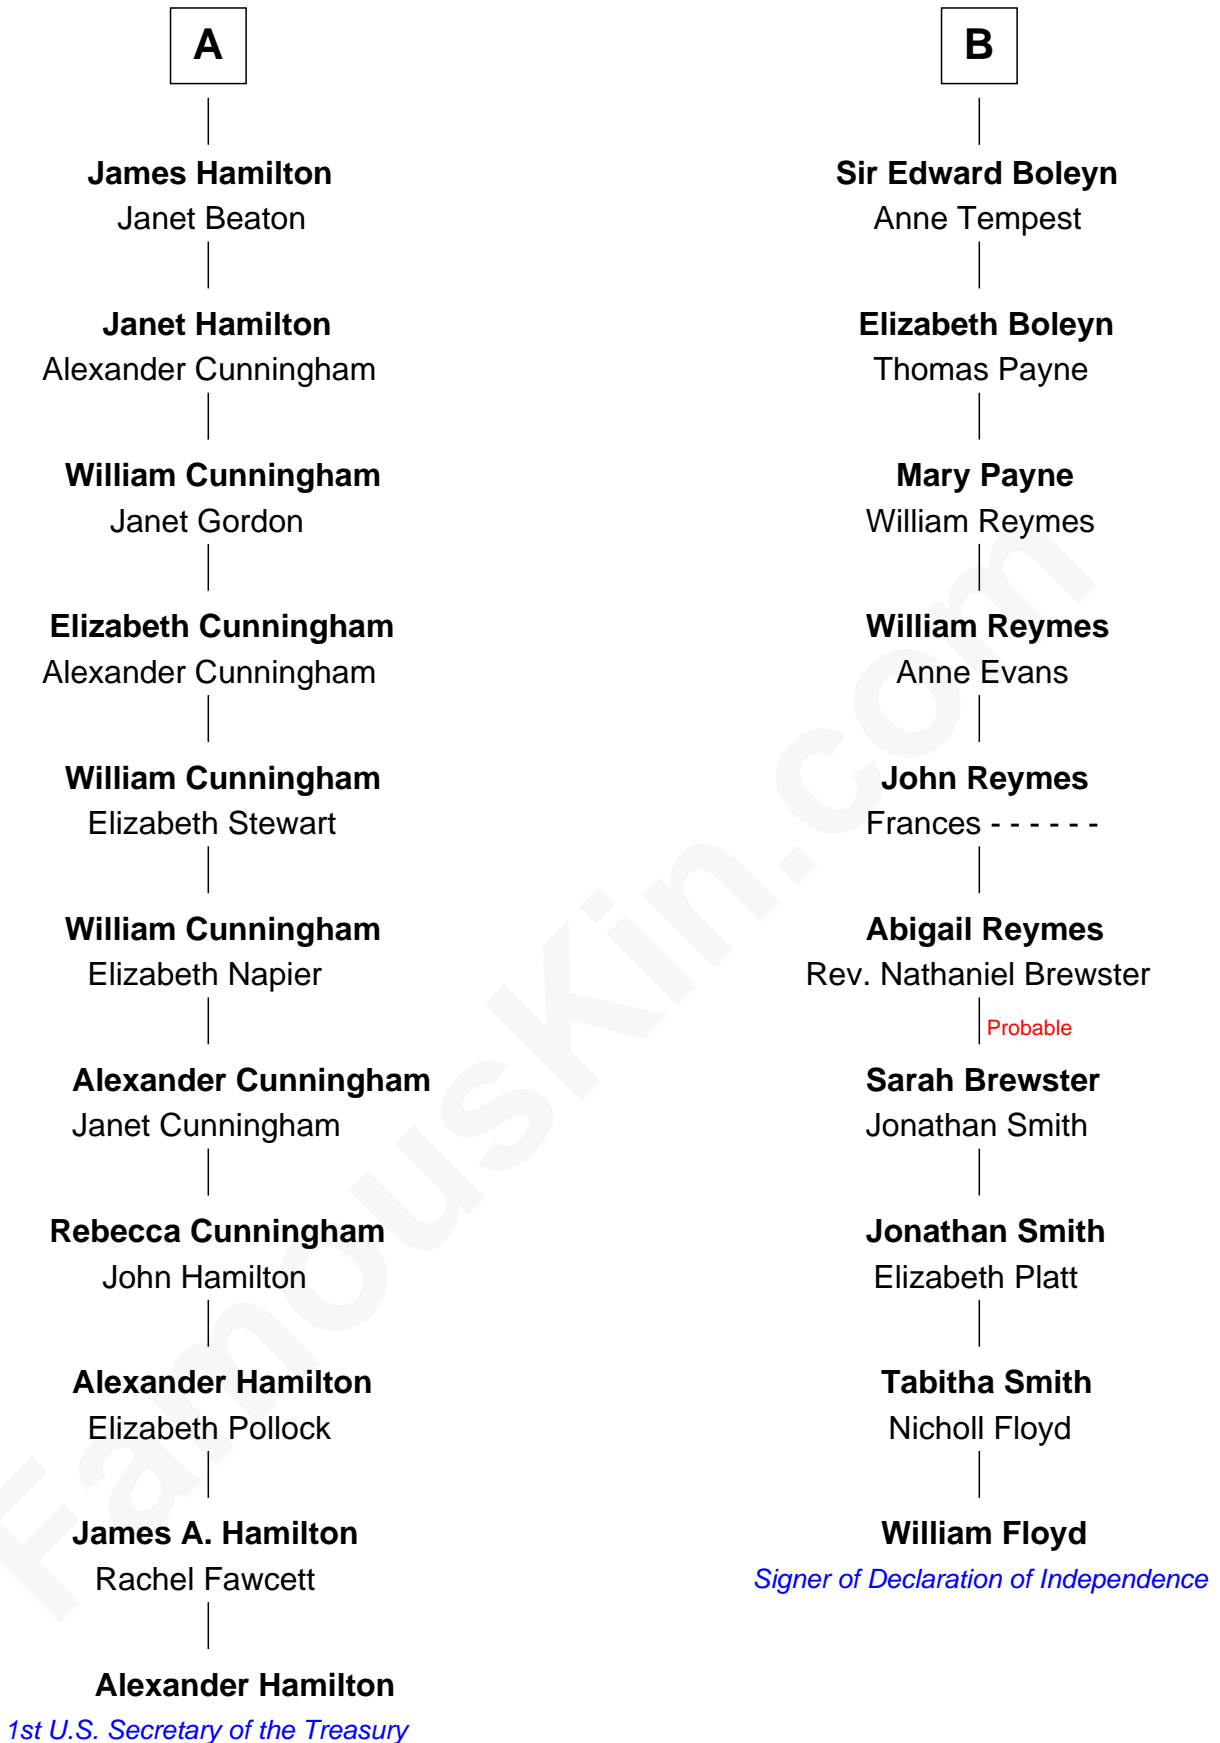 A
James Hamilton
Janet Beaton
Janet Hamilton
Alexander Cunningham
William Cunningham
Janet Gordon
Elizabeth Cunningham
Alexander Cunningham
William Cunningham
Elizabeth Stewart
William Cunningham
Elizabeth Napier
Alexander Cunningham
Janet Cunningham
Rebecca Cunningham
John Hamilton
Alexander Hamilton
Elizabeth Pollock
James A. Hamilton
Rachel Fawcett
Alexander Hamilton
1st U.S. Secretary of the Treasury
B
Sir Edward Boleyn
Anne Tempest
Elizabeth Boleyn
Thomas Payne
Mary Payne
William Reymes
William Reymes
Anne Evans
John Reymes
Frances - - - - - -
Abigail Reymes
Rev. Nathaniel Brewster
Probable
Sarah Brewster
Jonathan Smith
Jonathan Smith
Elizabeth Platt
Tabitha Smith
Nicholl Floyd
William Floyd
Signer of Declaration of Independence
FamousKin.com